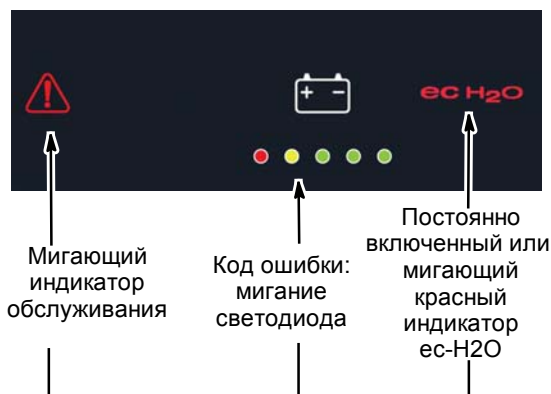 + -
ec H2O
Мигающий
индикатор
обслуживания
Код ошибки:
мигание
светодиода
Постоянно
включенный или
мигающий
красный
индикатор
ec-H2O